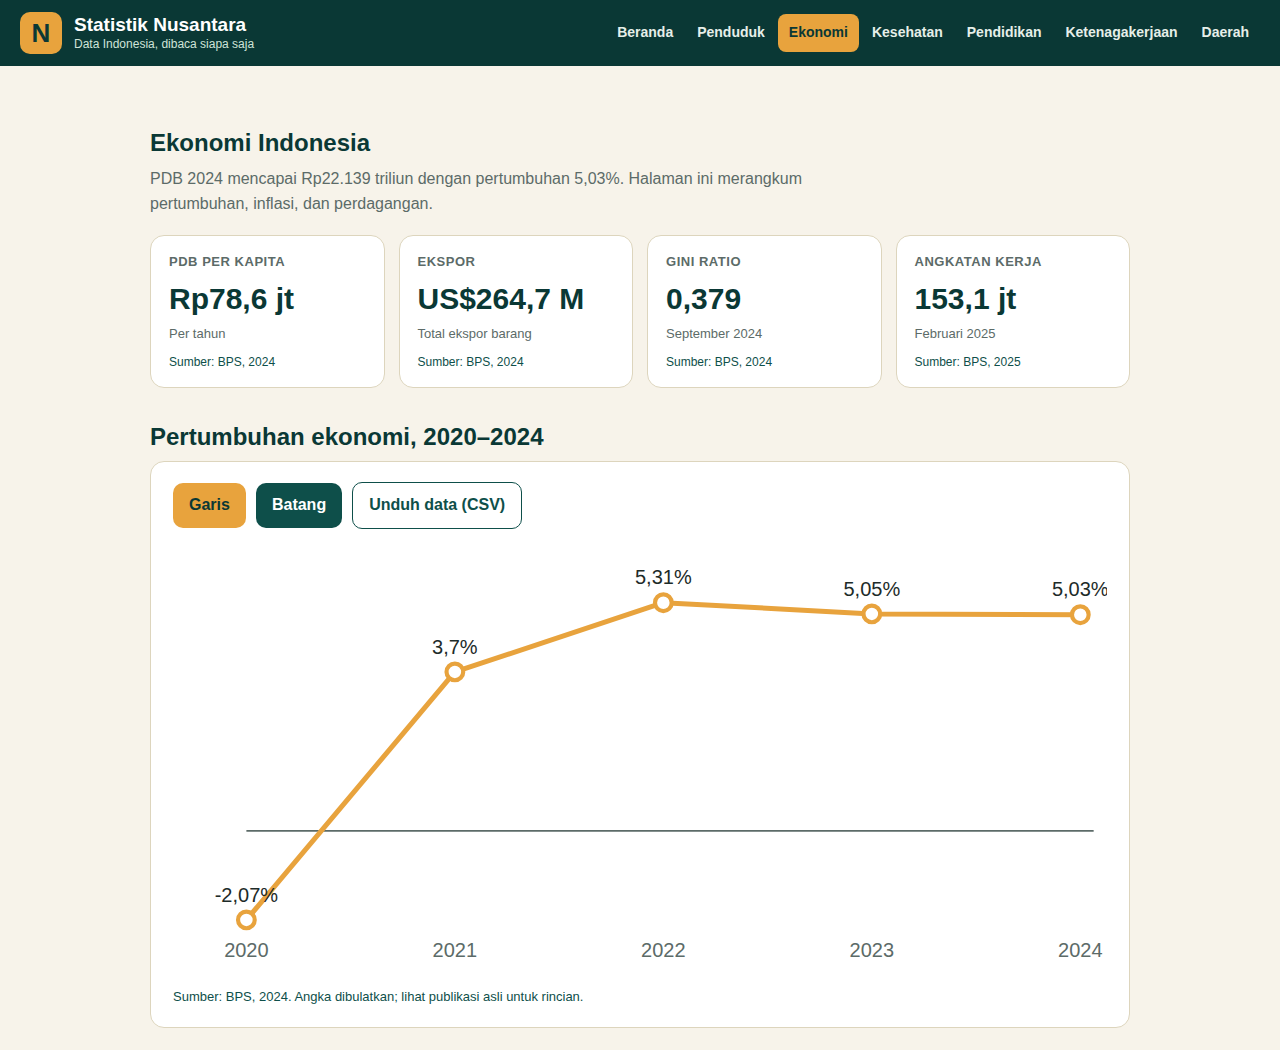 N
Statistik Nusantara
Data Indonesia, dibaca siapa saja
Beranda Penduduk Ekonomi Kesehatan Pendidikan Ketenagakerjaan Daerah
Ekonomi Indonesia
PDB 2024 mencapai Rp22.139 triliun dengan pertumbuhan 5,03%. Halaman ini merangkum
pertumbuhan, inflasi, dan perdagangan.
PDB PER KAPITA
Rp78,6 jt
Per tahun
Sumber: BPS, 2024
EKSPOR
US$264,7 M
Total ekspor barang
Sumber: BPS, 2024
GINI RATIO
0,379
September 2024
Sumber: BPS, 2024
ANGKATAN KERJA
153,1 jt
Februari 2025
Sumber: BPS, 2025
Pertumbuhan ekonomi, 2020–2024
Garis Batang Unduh data (CSV)
5,31%
5,05%
5,03%
3,7%
-2,07%
2020 2021 2022 2023 2024
Sumber: BPS, 2024. Angka dibulatkan; lihat publikasi asli untuk rincian.